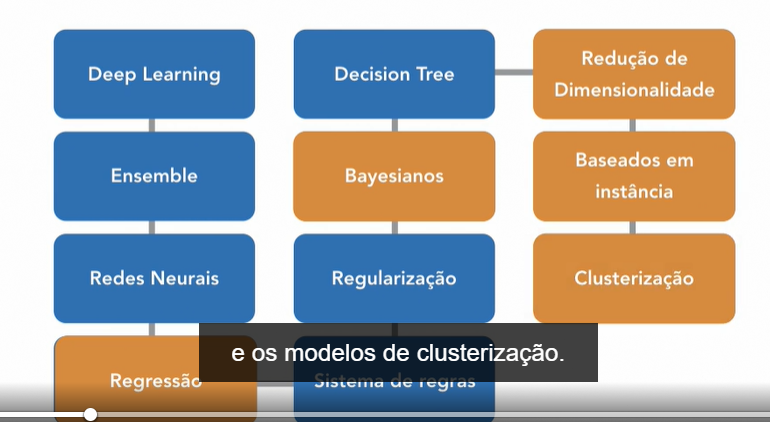 Deep Learning
Decision Tree
Redução de
Dimensionalidade
Ensemble
Bayesianos
Baseados em
instância
Redes Neurais
Regularização
Clusterização
e os modelos de clusterização.
Regressão
Sistema de regras